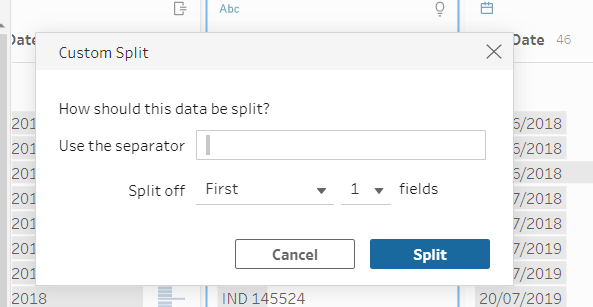 Abc
Date
Date 46
Custom Split
How should this data be split?
Use the separator
Split off First 1 fields
Cancel Split
201
6/2018
201
6/2018
201
6/2018
201
7/2018
201
7/2018
201
7/2019
201
7/2019
2018 IND 145524 20/07/2019